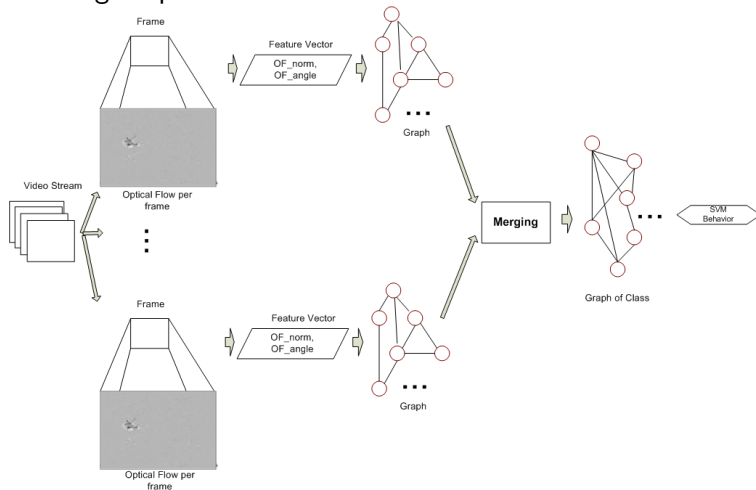 Frame
Feature Vector
OF_norm,
OF_angle
Graph
Optical Flow per
frame
Video Stream
Merging
SVM
Behavior
Graph of Class
Frame
Feature Vector
OF_norm,
OF_angle
Graph
Optical Flow per
frame